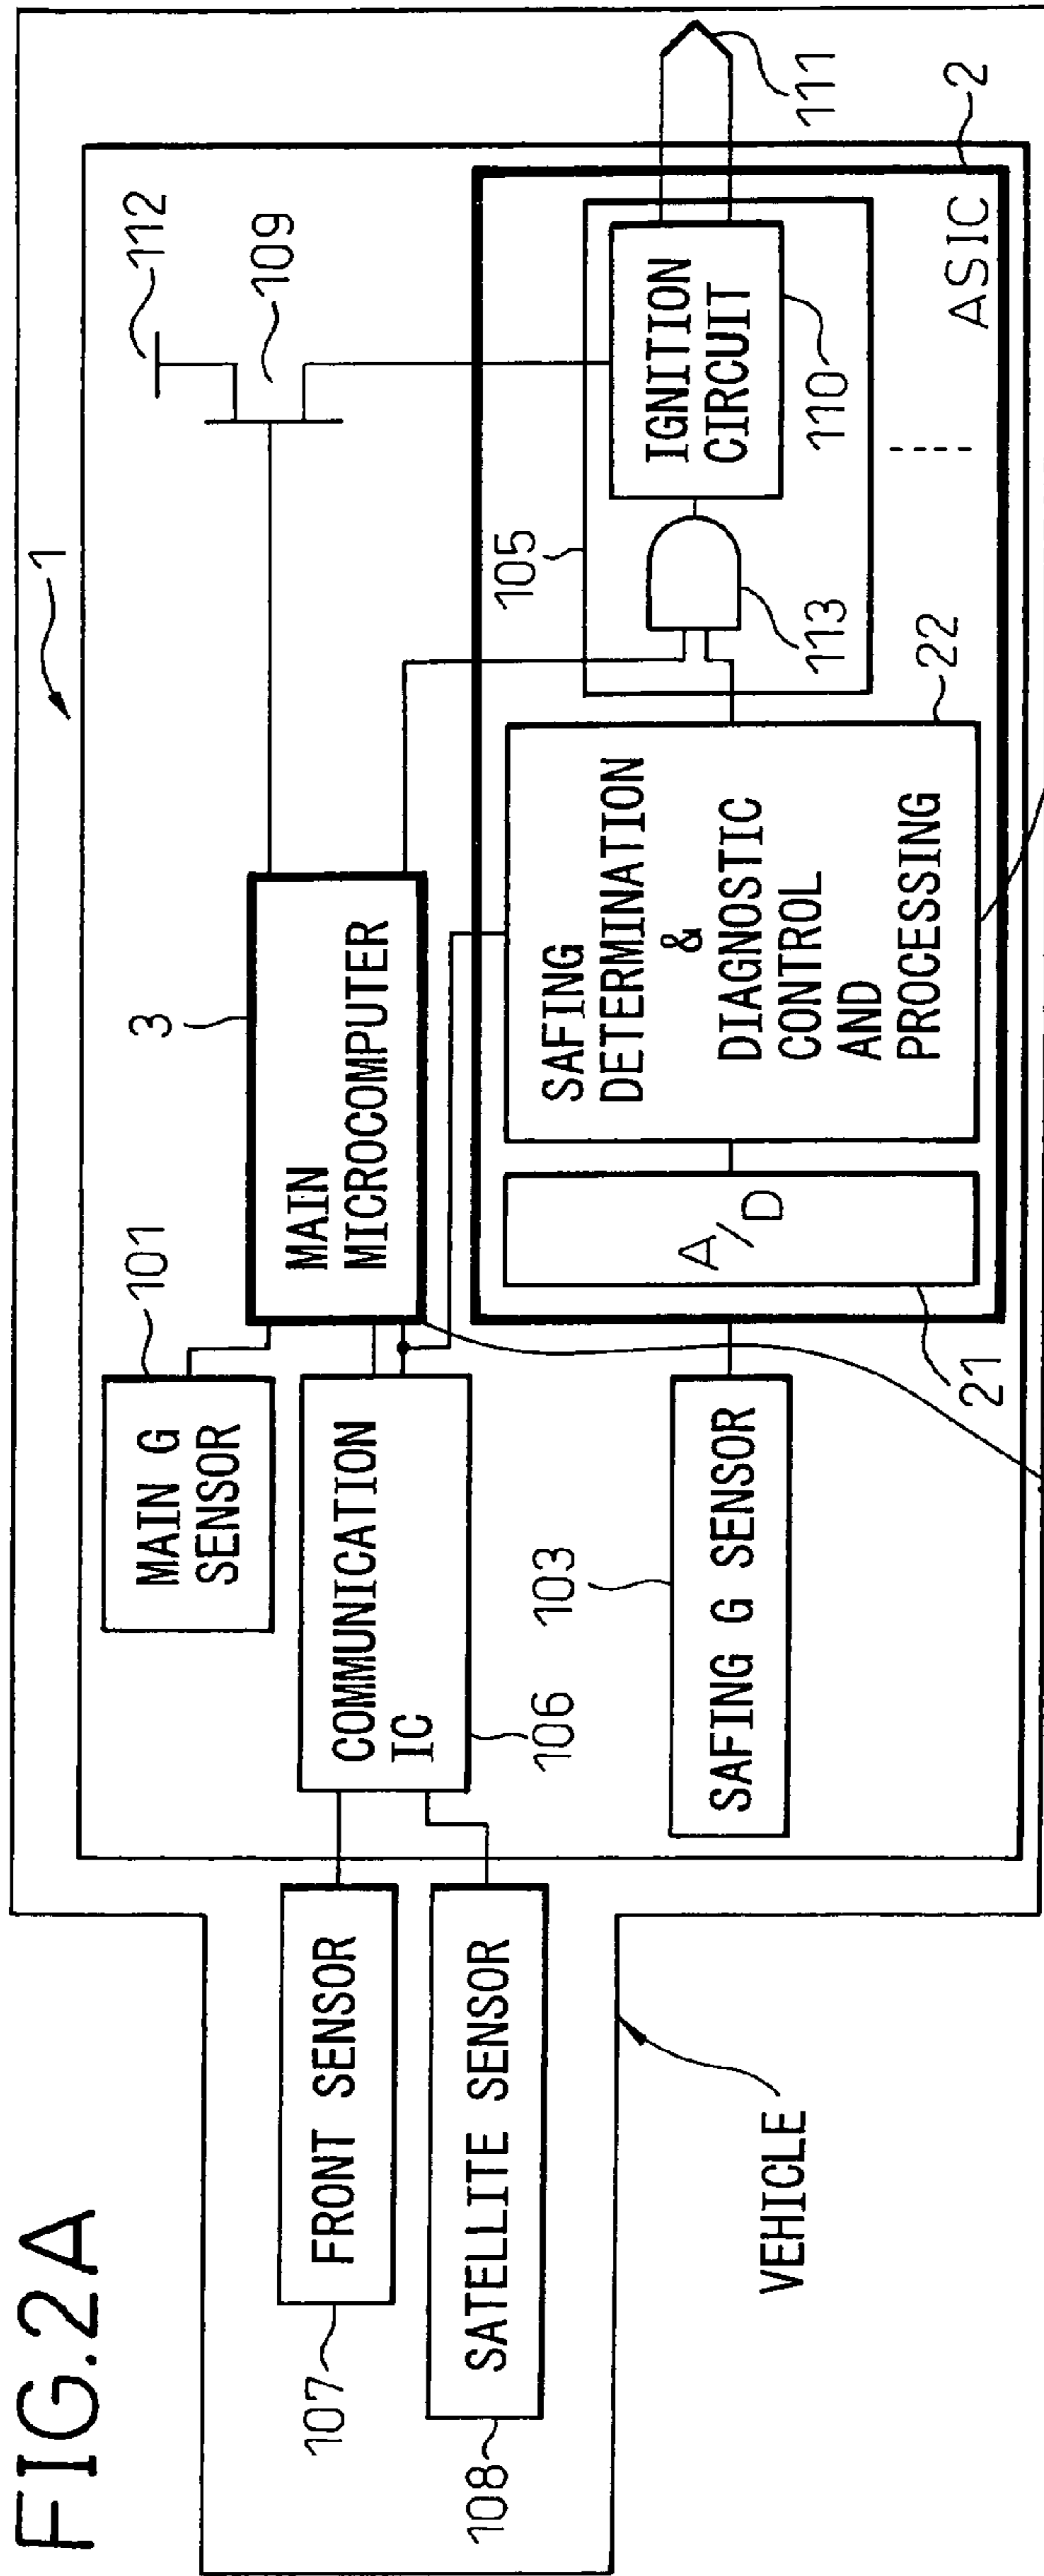 FIG.2A
1
112
109
3
101
MAIN G
SENSOR
MAIN
MICROCOMPUTER
107
FRONT SENSOR
COMMUNICATION
IC
106
108
SATELLITE SENSOR
105
IGNITION
CIRCUIT
110
111
113
2
ASIC
SAFING
DETERMINATION
&
DIAGNOSTIC
CONTROL
AND
PROCESSING
22
A/D
21
103
SAFING G SENSOR
VEHICLE